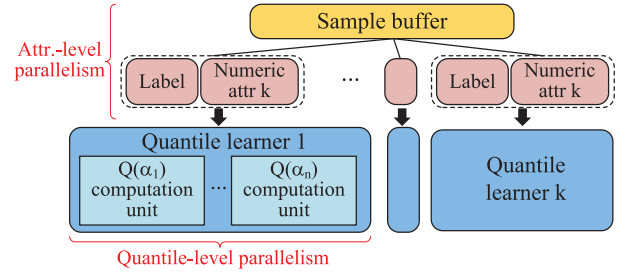 Sample buffer
Attr.-level
parallelism
Label
Numeric
attr k
...
Label
Numeric
attr k
Quantile learner 1
Q(α₁)
computation
unit
...
Q(αₙ)
computation
unit
Quantile
learner k
Quantile-level parallelism